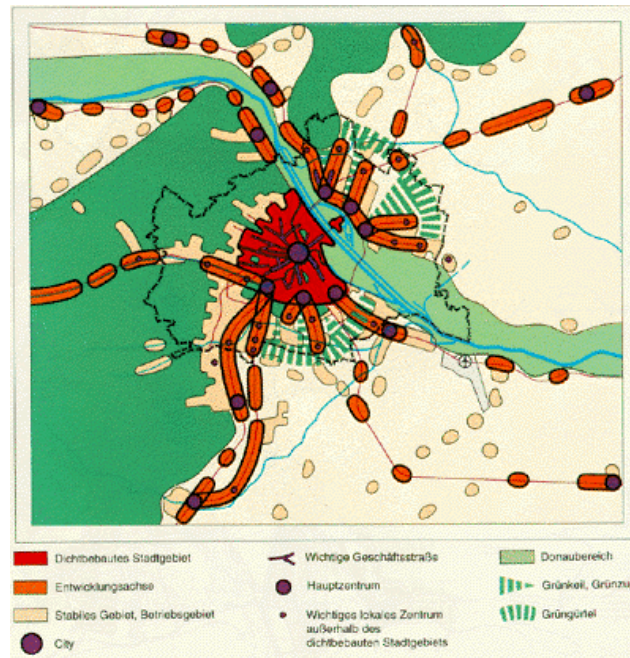 Dichtbebautes Stadtgebiet
Entwicklungsachse
Stabiles Gebiet, Betriebsgebiet
City
Wichtige Geschäftsstraße
Hauptzentrum
Wichtiges lokales Zentrum
außerhalb des
dichtbebauten Stadtgebiets
Donaubereich
Grünkeil, Grünzu
Grüngürtel